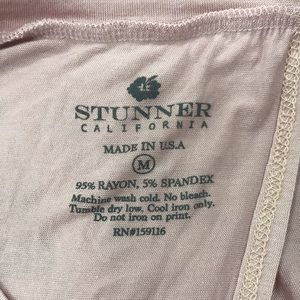 STUNNER
CALIFORNIA
MADE IN U.S.A
M
95% RAYON, 5% SPANDEX
Machine wash cold. No bleach.
Tumble dry low. Cool iron only.
Do not iron on print.
RN#159116